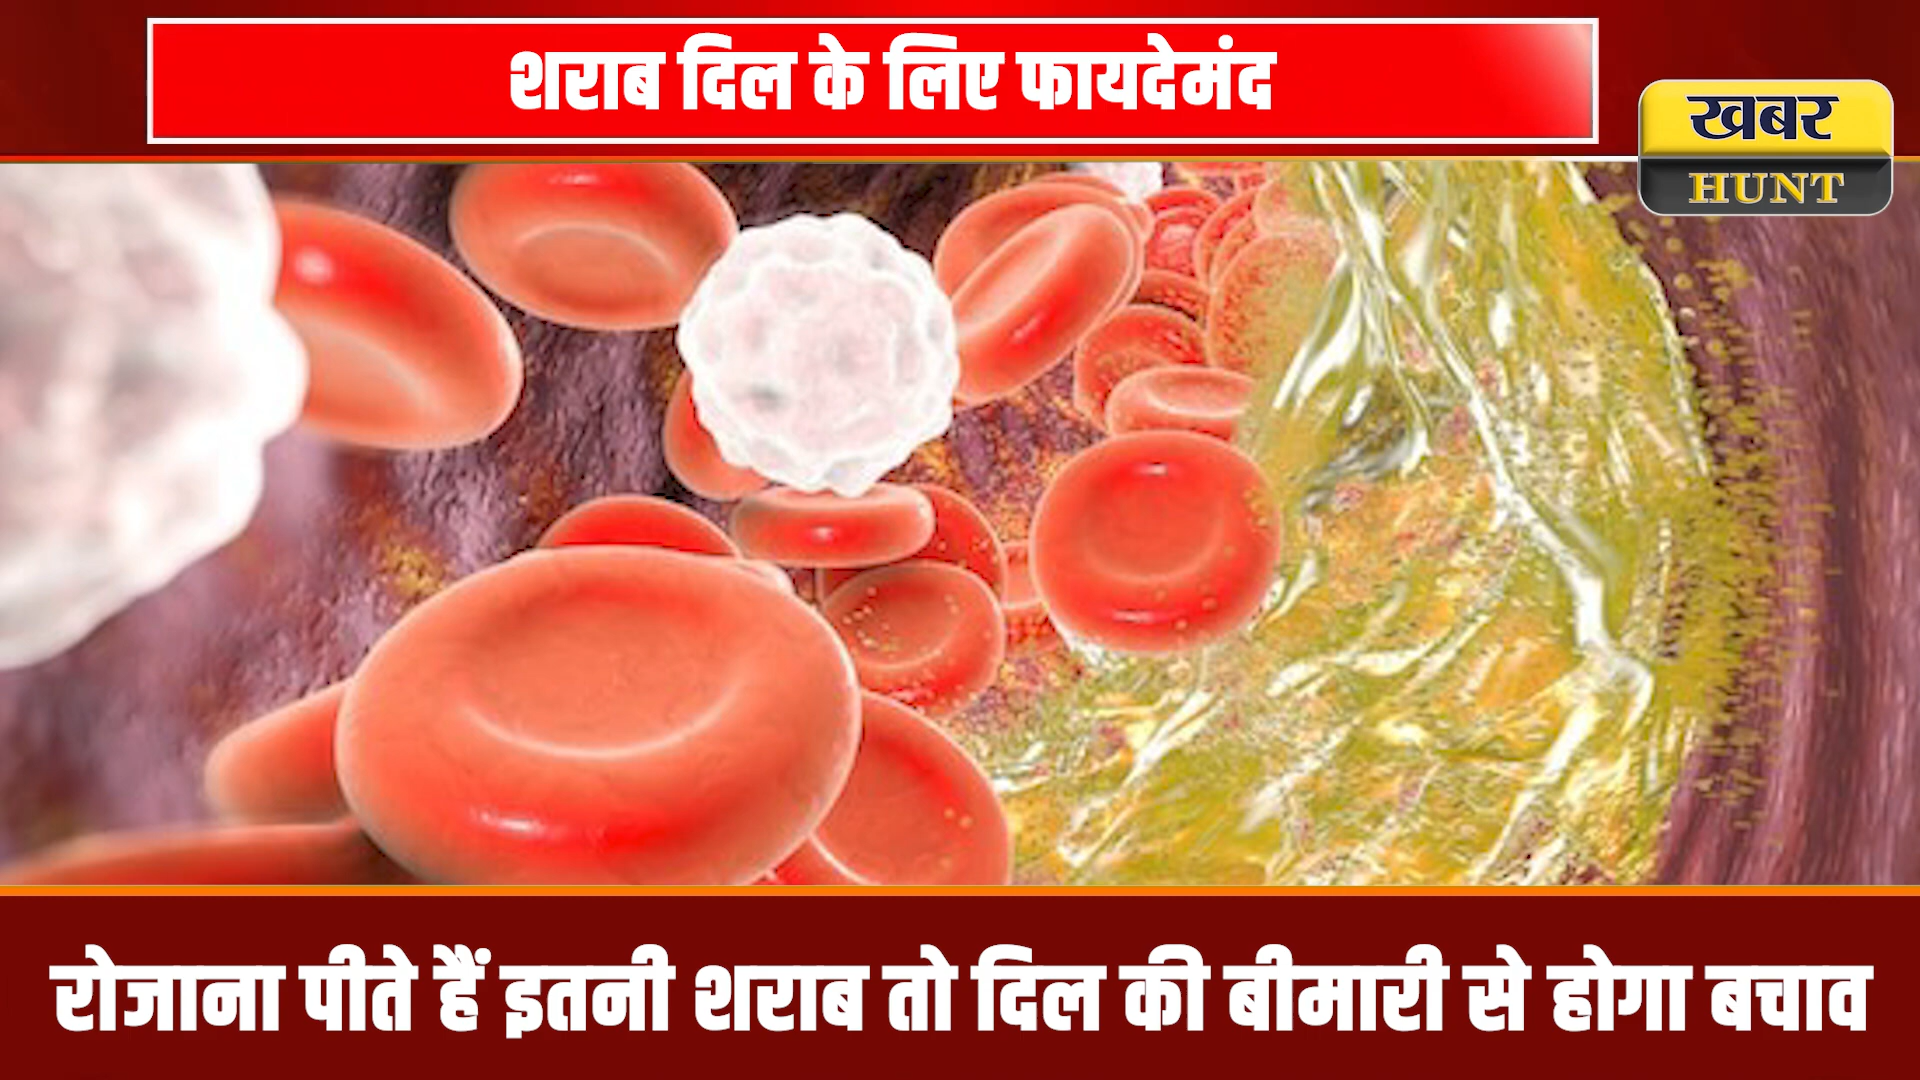 शराब दिल के लिए फायदेमंद
खबर
HUNT
रोजाना पीते हैं इतनी शराब तो दिल की बीमारी से होगा बचाव